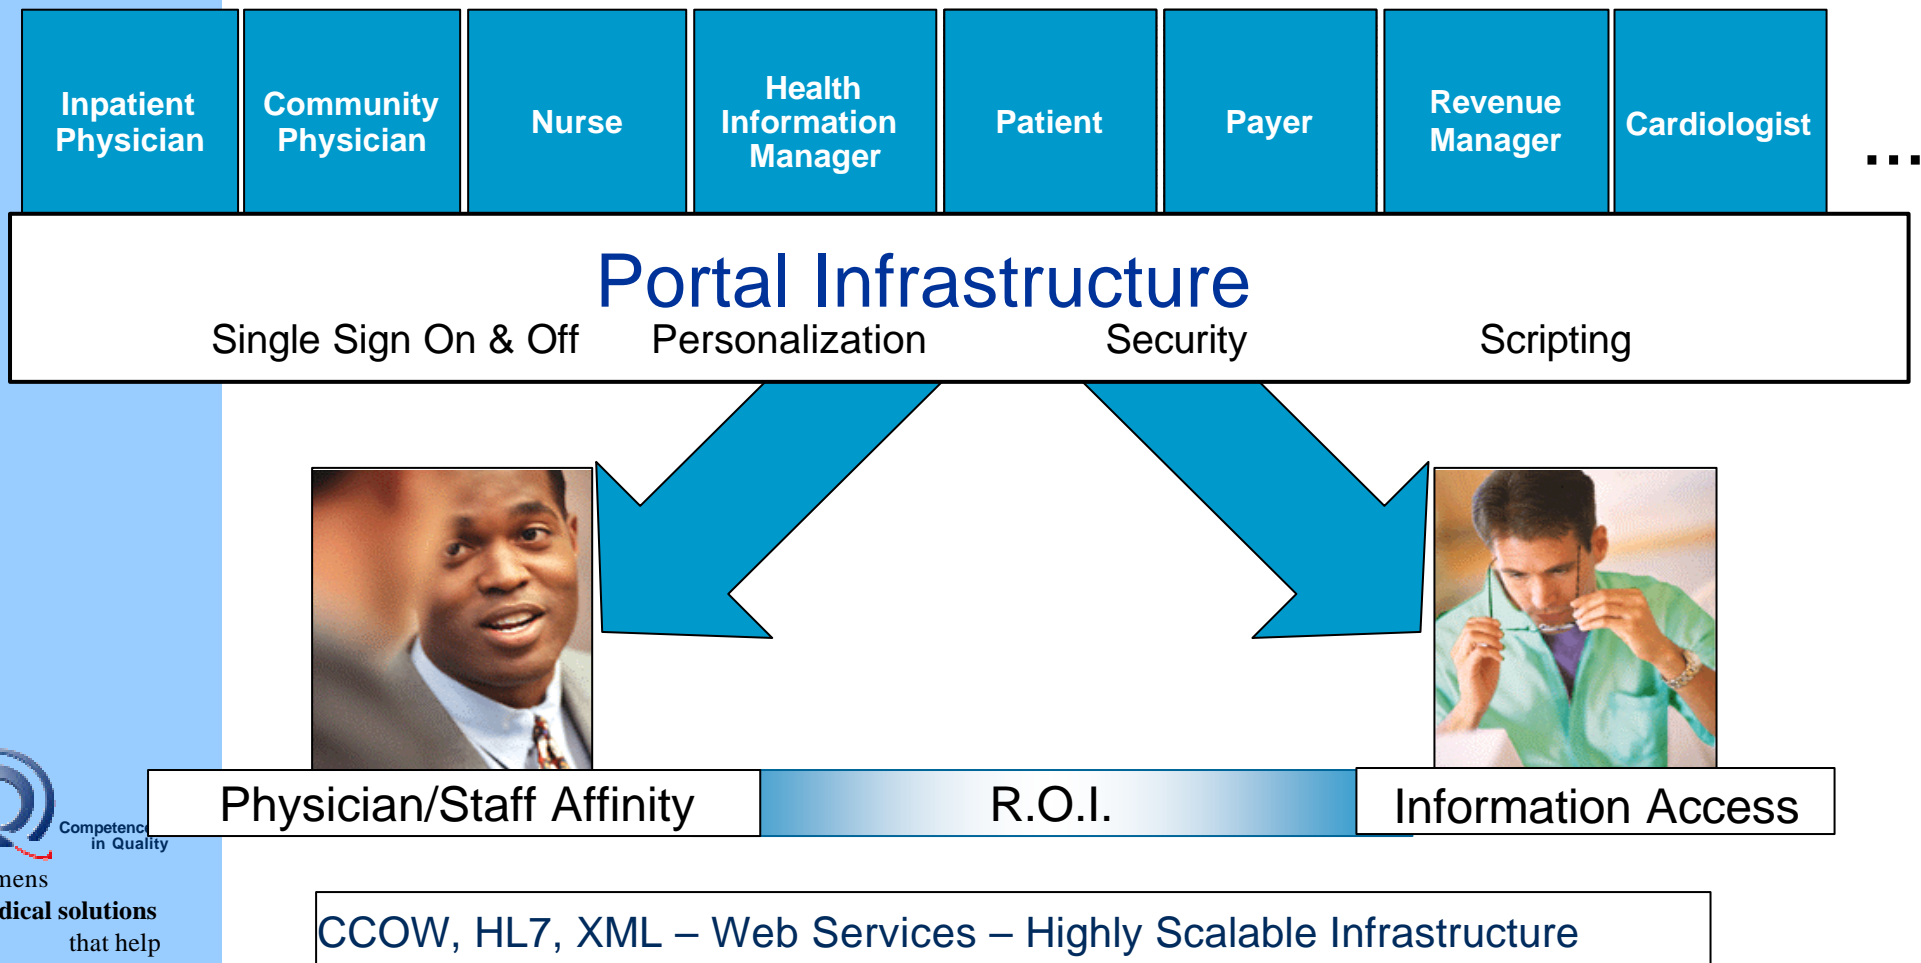 Inpatient
Physician
Community
Physician
Nurse
Health
Information
Manager
Patient
Payer
Revenue
Manager
Cardiologist
...
Portal Infrastructure
Single Sign On & Off Personalization Security Scripting
Physician/Staff Affinity
R.O.I.
Information Access
in Quality
solutions
that help
CCOW, HL7, XML – Web Services – Highly Scalable Infrastructure